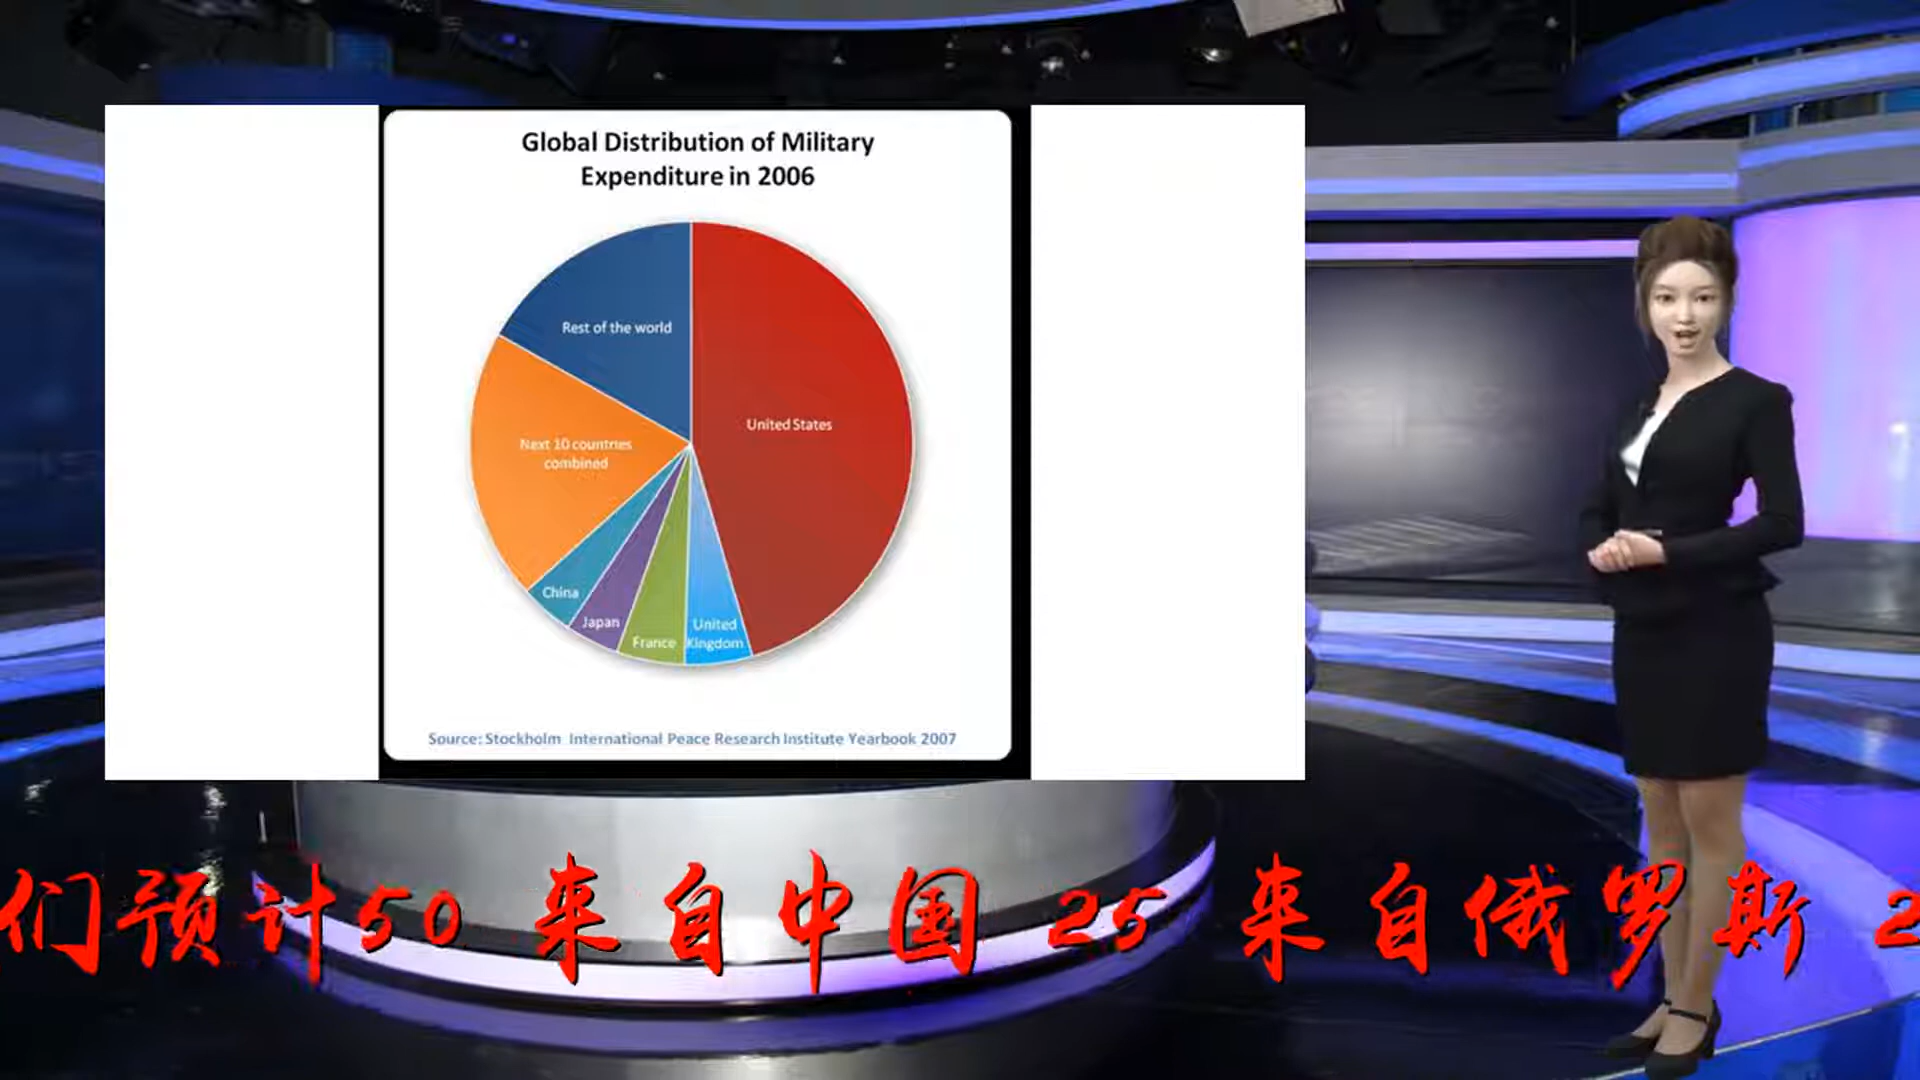 Global Distribution of Military
Expenditure in 2006
Rest of the world
United States
Next 10 countries
combined
China
Japan
France
United
Kingdom
Source: Stockholm International Peace Research Institute Yearbook 2007
们预计50 来自中国 25 来自俄罗斯 2